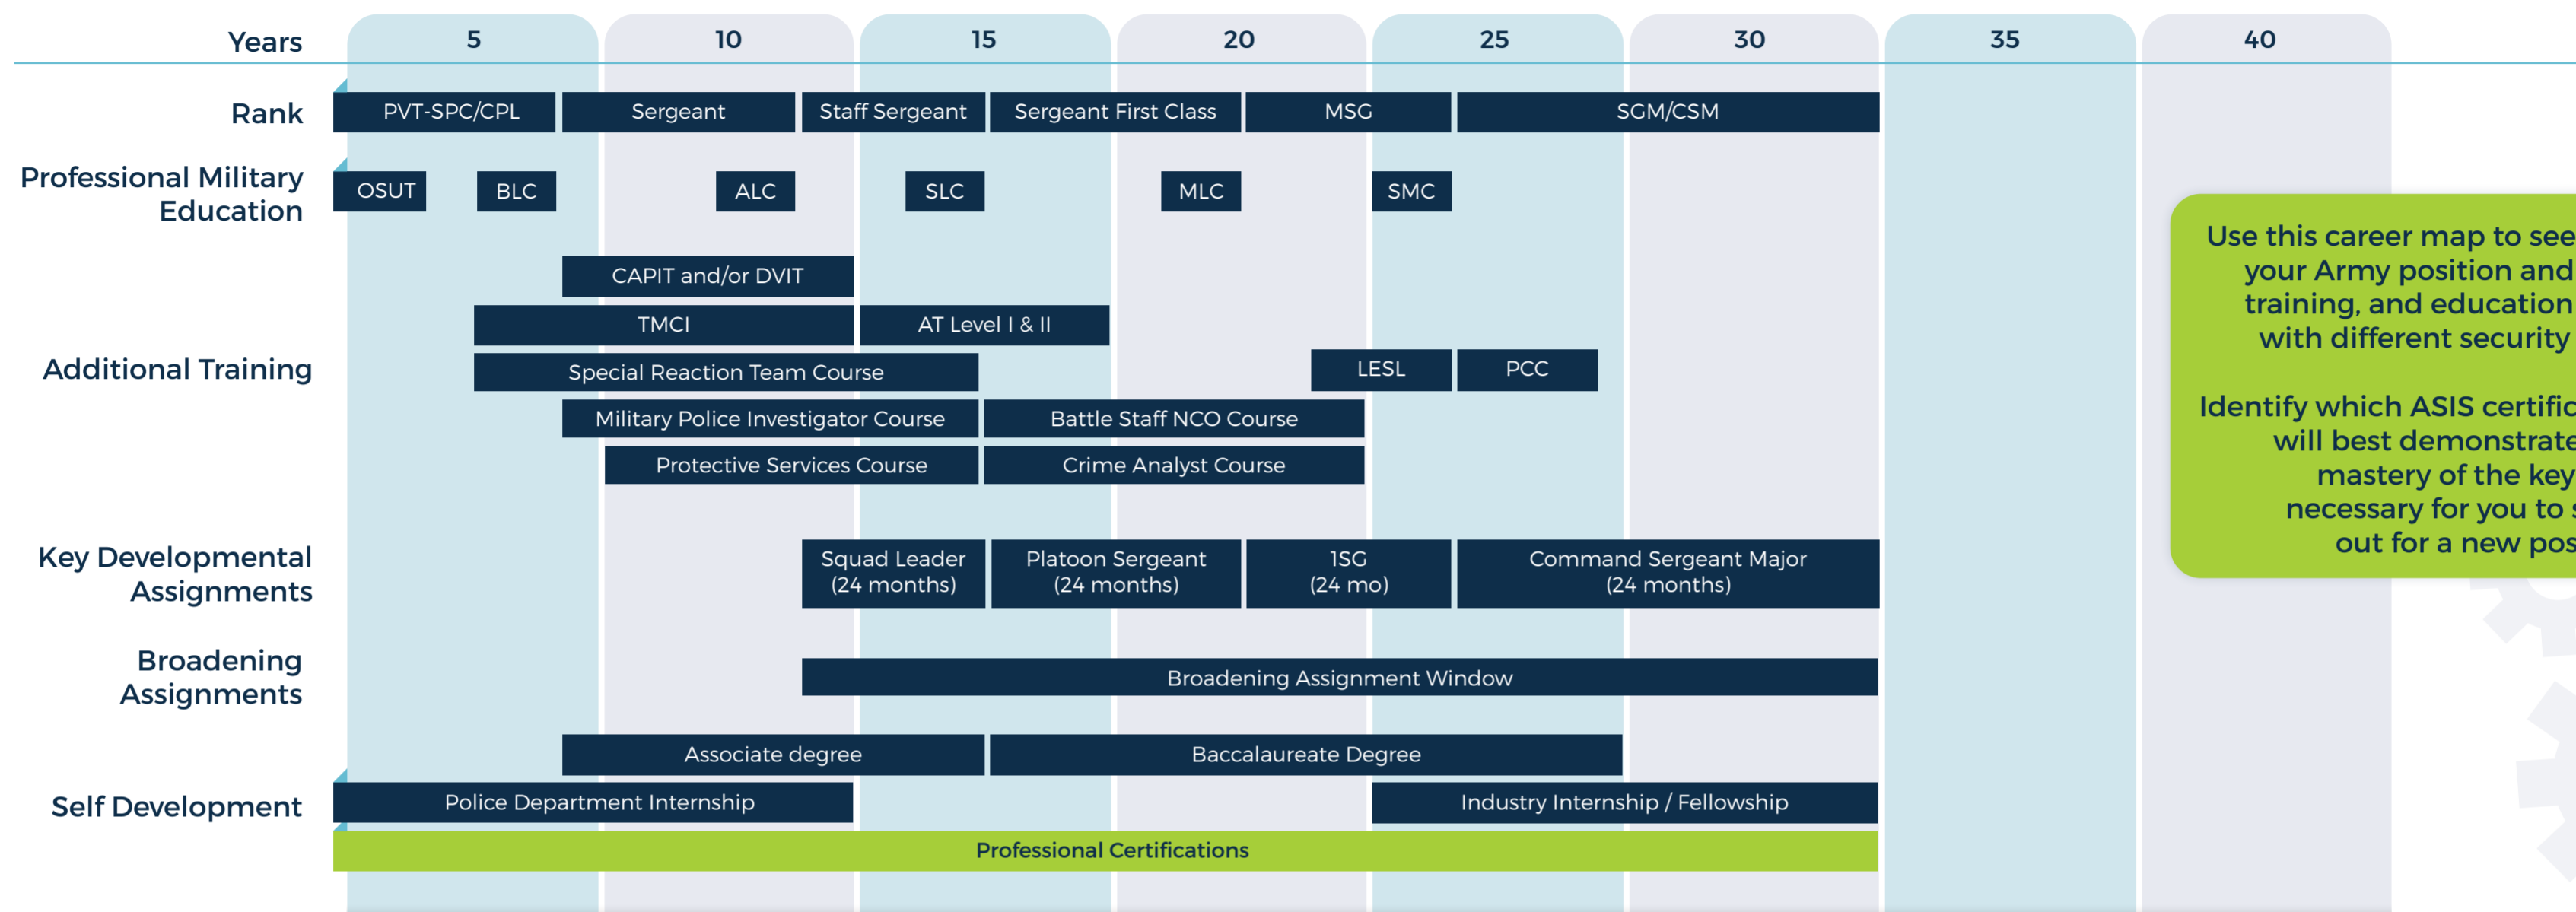 Years 5 10 15 20 25 30 35 40
Rank PVT-SPC/CPL Sergeant Staff Sergeant Sergeant First Class MSG SGM/CSM
Professional Military
Education
OSUT BLC ALC SLC MLC SMC
Additional Training
CAPIT and/or DVIT
TMCI AT Level I & II
Special Reaction Team Course LESL PCC
Military Police Investigator Course Battle Staff NCO Course
Protective Services Course Crime Analyst Course
Key Developmental
Assignments
Squad Leader
(24 months)
Platoon Sergeant
(24 months)
1SG
(24 mo)
Command Sergeant Major
(24 months)
Broadening
Assignments
Broadening Assignment Window
Self Development
Associate degree Baccalaureate Degree
Police Department Internship Industry Internship / Fellowship
Professional Certifications
Use this career map to see
your Army position and
training, and education
with different security
Identify which ASIS
will best demonstrate
mastery of the key
necessary for you to
out for a new